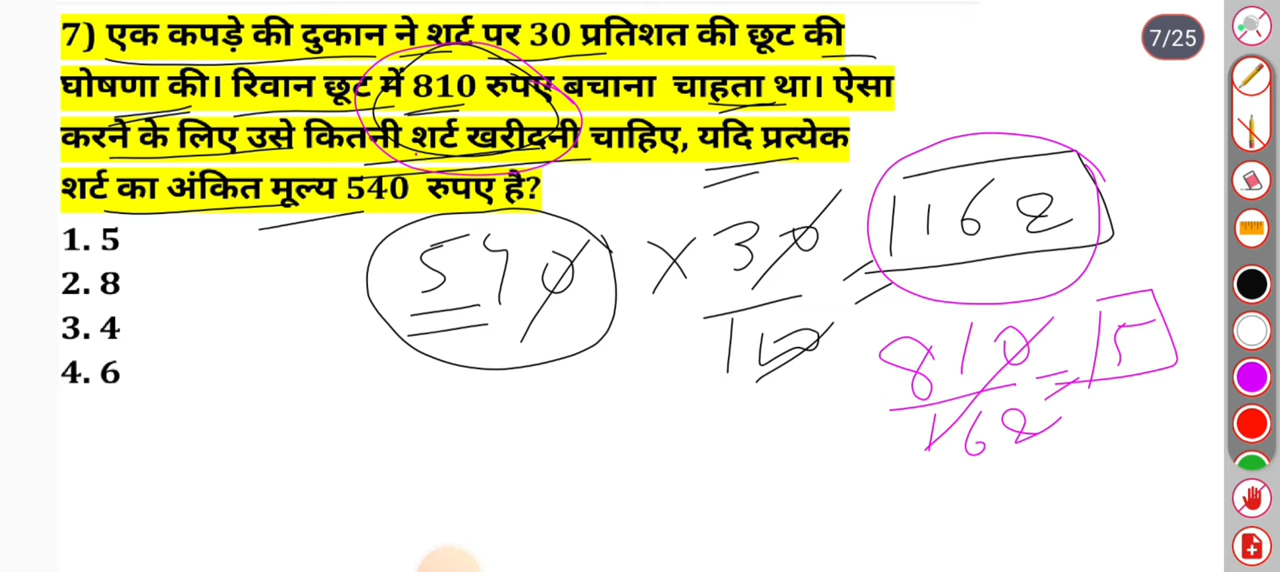 7) एक कपड़े की दुकान ने शर्ट पर 30 प्रतिशत की छूट की
घोषणा की। रिवान छूट में 810 रुपए बचाना चाहता था। ऐसा
करने के लिए उसे कितनी शर्ट खरीदनी चाहिए, यदि प्रत्येक
शर्ट का अंकित मूल्य 540 रुपए है?
1. 5
2. 8
3. 4
4. 6
540 × 30 / 100 = 162
810 / 162 = 5
7/25